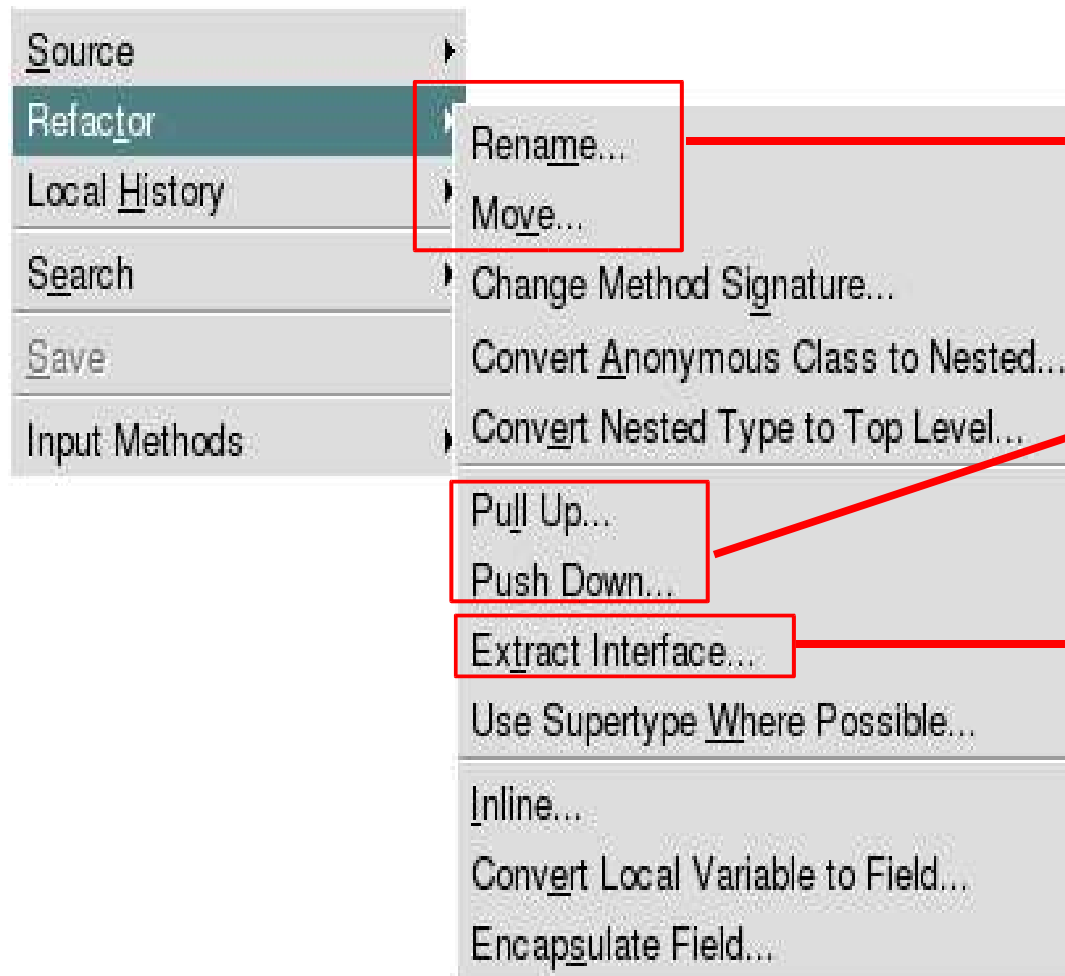 Source
Refactor
Local History
Search
Save
Input Methods
Rename...
Move...
Change Method Signature...
Convert Anonymous Class to Nested...
Convert Nested Type to Top Level...
Pull Up...
Push Down...
Extract Interface...
Use Supertype Where Possible...
Inline...
Convert Local Variable to Field...
Encapsulate Field...